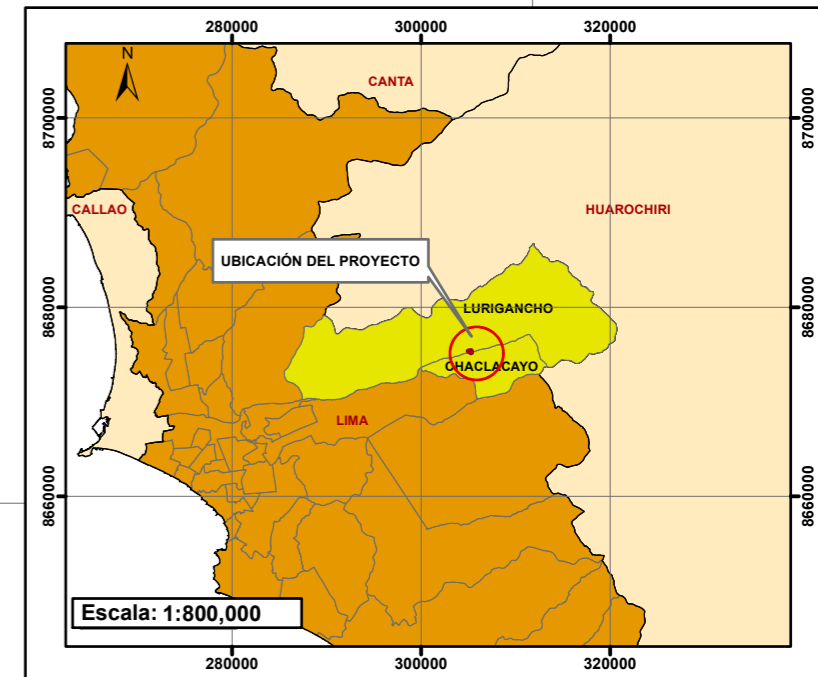 280000
300000
320000
N
CANTA
8700000
8700000
CALLAO
HUAROCHIRI
UBICACIÓN DEL PROYECTO
LURIGANCHO
8680000
8680000
CHACLACAYO
LIMA
8660000
8660000
Escala: 1:800,000
280000
300000
320000